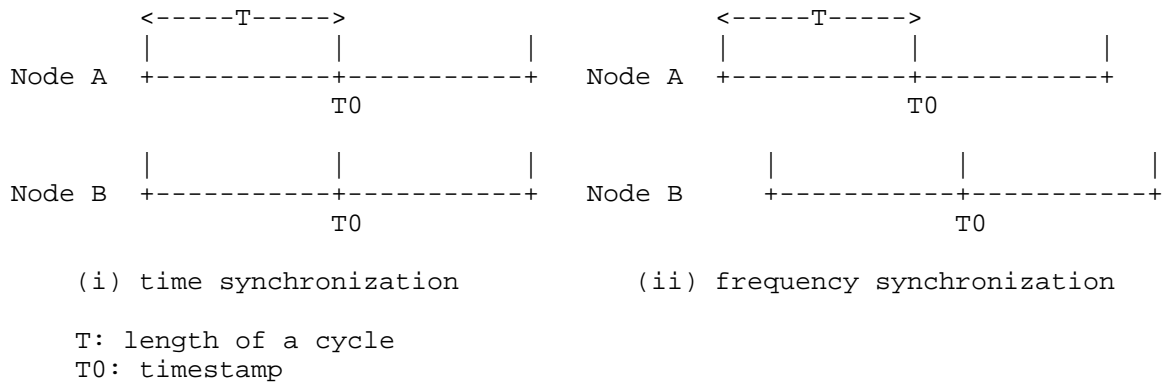 <-----T----->                         <-----T----->
       |           |           |             |           |           |
Node A +-----------+-----------+      Node A +-----------+-----------+
                   T0                                    T0
       |           |           |                |           |           |
Node B +-----------+-----------+      Node B    +-----------+-----------+
                   T0                                       T0
(i) time synchronization (ii) frequency synchronization
T: length of a cycle
T0: timestamp